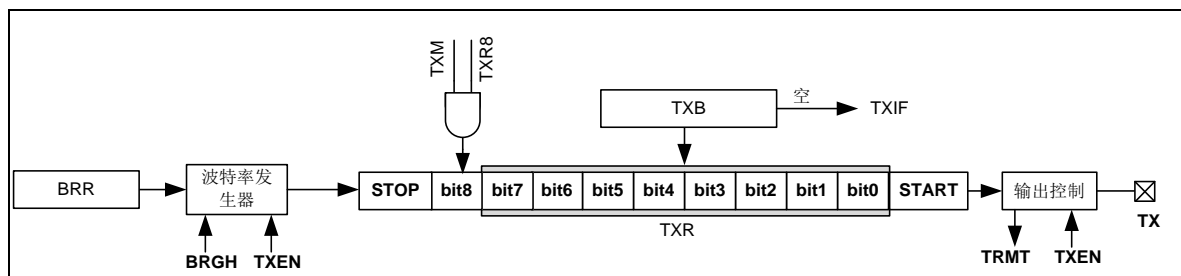 TXM
TXR8
TXB
空
TXIF
BRR
波特率发
生器
STOP
bit8
bit7
bit6
bit5
bit4
bit3
bit2
bit1
bit0
START
输出控制
TX
TXR
BRGH
TXEN
TRMT
TXEN